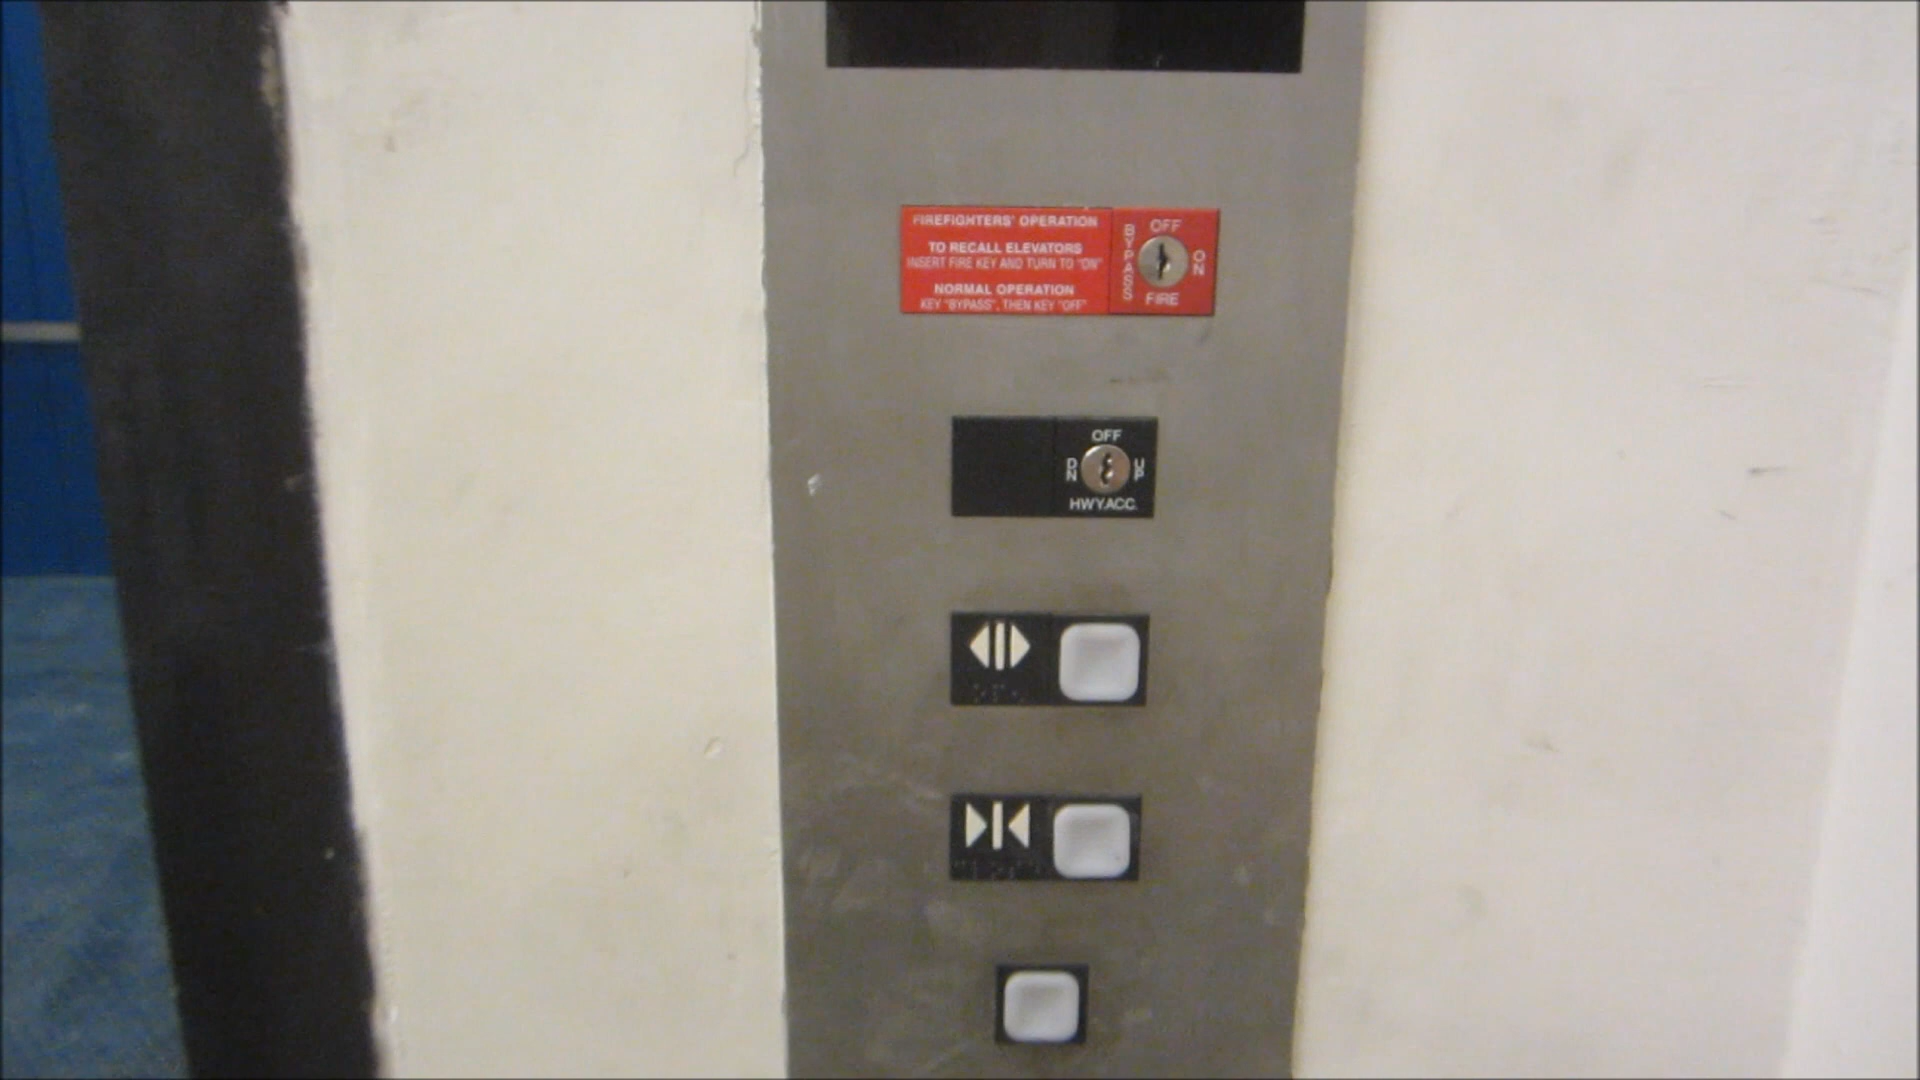 FIREFIGHTERS' OPERATION
TO RECALL ELEVATORS
INSERT FIRE KEY AND TURN TO "ON"
NORMAL OPERATION
KEY "BYPASS", THEN KEY "OFF"
OFF
BYPASS
ON
FIRE
OFF
DN
UP
HWY.ACC.